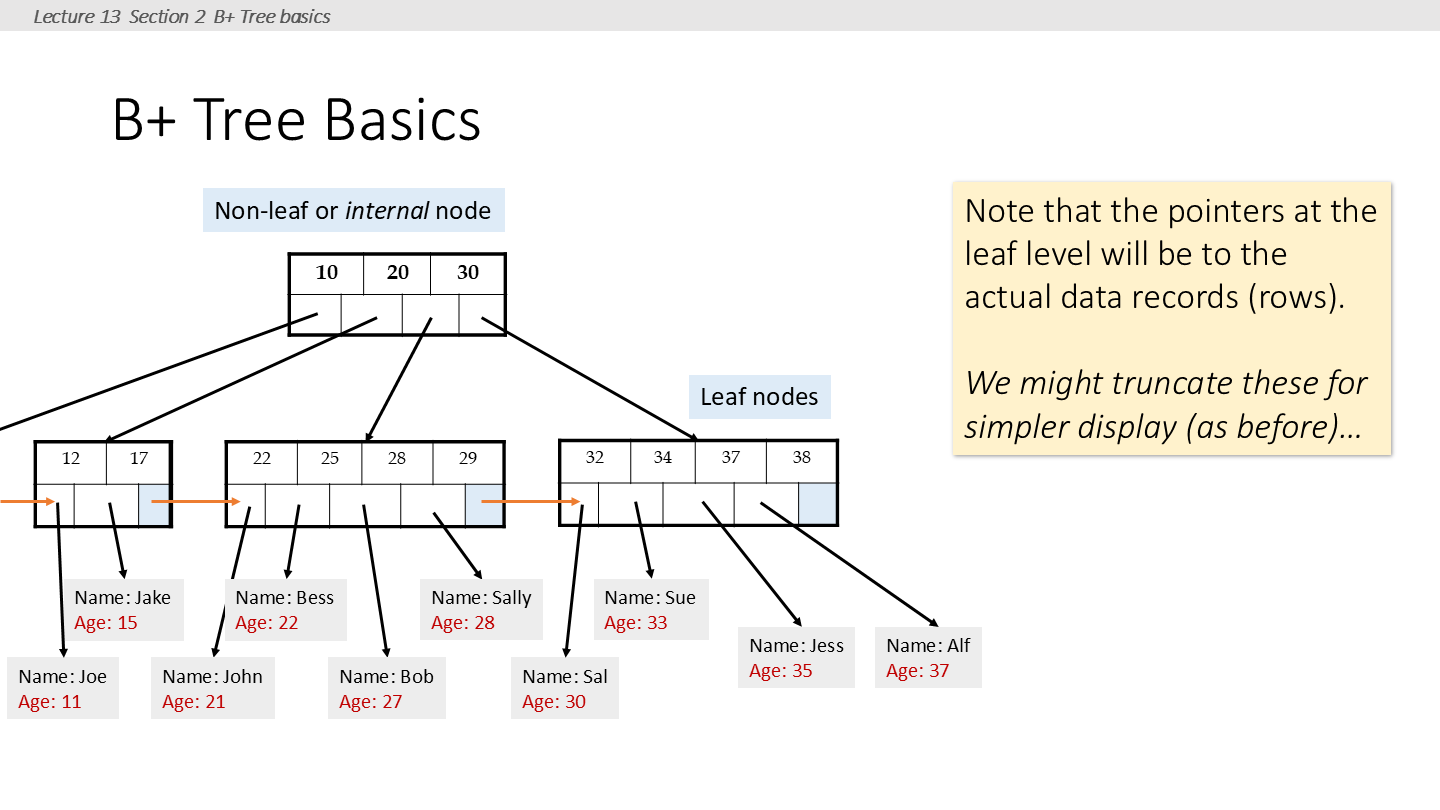 Lecture 13 Section 2 B+ Tree basics
B+ Tree Basics
Non-leaf or internal node
Note that the pointers at the
leaf level will be to the
actual data records (rows).
We might truncate these for
simpler display (as before)…
10 20 30
Leaf nodes
12 17
22 25 28 29
32 34 37 38
Name: Jake
Age: 15
Name: Bess
Age: 22
Name: Sally
Age: 28
Name: Sue
Age: 33
Name: Jess
Age: 35
Name: Alf
Age: 37
Name: Joe
Age: 11
Name: John
Age: 21
Name: Bob
Age: 27
Name: Sal
Age: 30